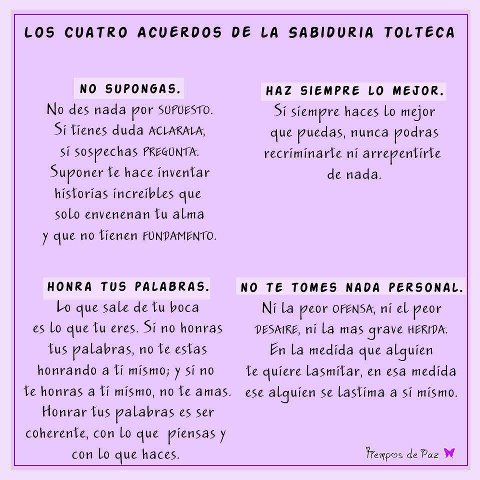 LOS CUATRO ACUERDOS DE LA SABIDURIA TOLTECA
NO SUPONGAS.
No des nada por SUPUESTO.
Si tienes duda ACLARALA,
si sospechas PREGUNTA.
Suponer te hace inventar
historias increíbles que
solo envenenan tu alma
y que no tienen FUNDAMENTO.
HAZ SIEMPRE LO MEJOR.
Si siempre haces lo mejor
que puedas, nunca podras
recriminarte ni arrepentirte
de nada.
HONRA TUS PALABRAS.
Lo que sale de tu boca
es lo que tu eres. Si no honras
tus palabras, no te estas
honrando a ti mismo; y si no
te honras a ti mismo, no te amas.
Honrar tus palabras es ser
coherente, con lo que piensas y
con lo que haces.
NO TE TOMES NADA PERSONAL.
Ni la peor OFENSA, ni el peor
DESAIRE, ni la mas grave HERIDA.
En la medida que alguien
te quiere lasmitar, en esa medida
ese alguien se lastima a si mismo.
Tiempos de Paz